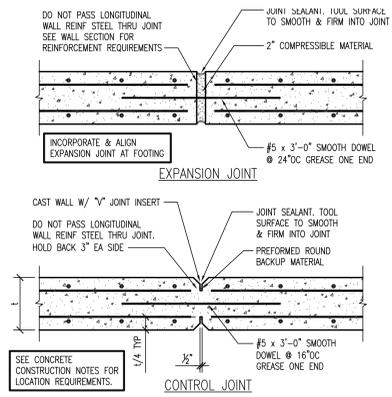 DO NOT PASS LONGITUDINAL
WALL REINF STEEL THRU JOINT
SEE WALL SECTION FOR
REINFORCEMENT REQUIREMENTS
JOINT SEALANT, TOOL SURFACE
TO SMOOTH & FIRM INTO JOINT
2" COMPRESSIBLE MATERIAL
INCORPORATE & ALIGN
EXPANSION JOINT AT FOOTING
#5 x 3'-0" SMOOTH DOWEL
@ 24"OC GREASE ONE END
EXPANSION JOINT
CAST WALL W/ "V" JOINT INSERT
DO NOT PASS LONGITUDINAL
WALL REINF STEEL THRU JOINT.
HOLD BACK 3" EA SIDE
JOINT SEALANT, TOOL
SURFACE TO SMOOTH
& FIRM INTO JOINT
PREFORMED ROUND
BACKUP MATERIAL
t
t/4 TYP
½"
#5 x 3'-0" SMOOTH
DOWEL @ 16"OC
GREASE ONE END
SEE CONCRETE
CONSTRUCTION NOTES FOR
LOCATION REQUIREMENTS.
CONTROL JOINT